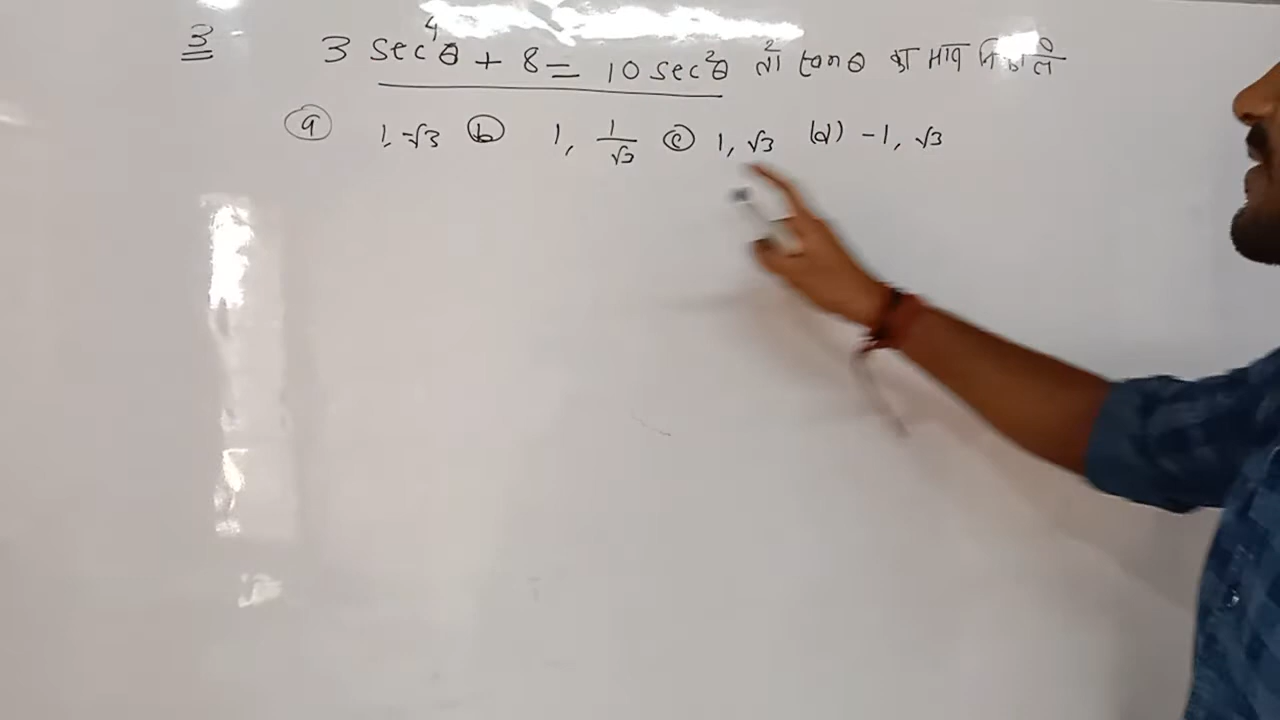 3 3 sec⁴θ + 8 = 10 sec²θ तो tanθ का मान निकाले
(a) 1, -√3 (b) 1, 1/√3 (c) 1, √3 (d) -1, √3